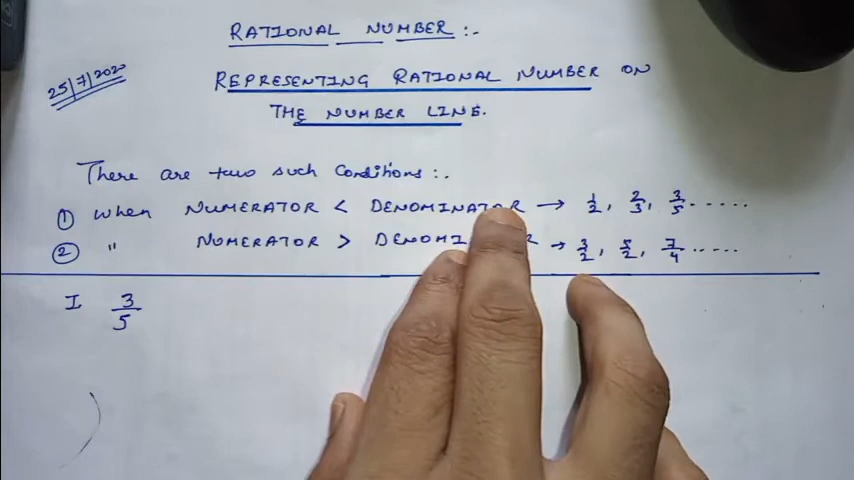 RATIONAL NUMBER :-
25/7/2020
REPRESENTING RATIONAL NUMBER ON
THE NUMBER LINE.
There are two such Conditions :-
① When NUMERATOR < DENOMINATOR → 1/2, 2/3, 3/5 ......
② " NUMERATOR > DENOMI R → 3/2, 5/2, 7/4 ......
I 3/5